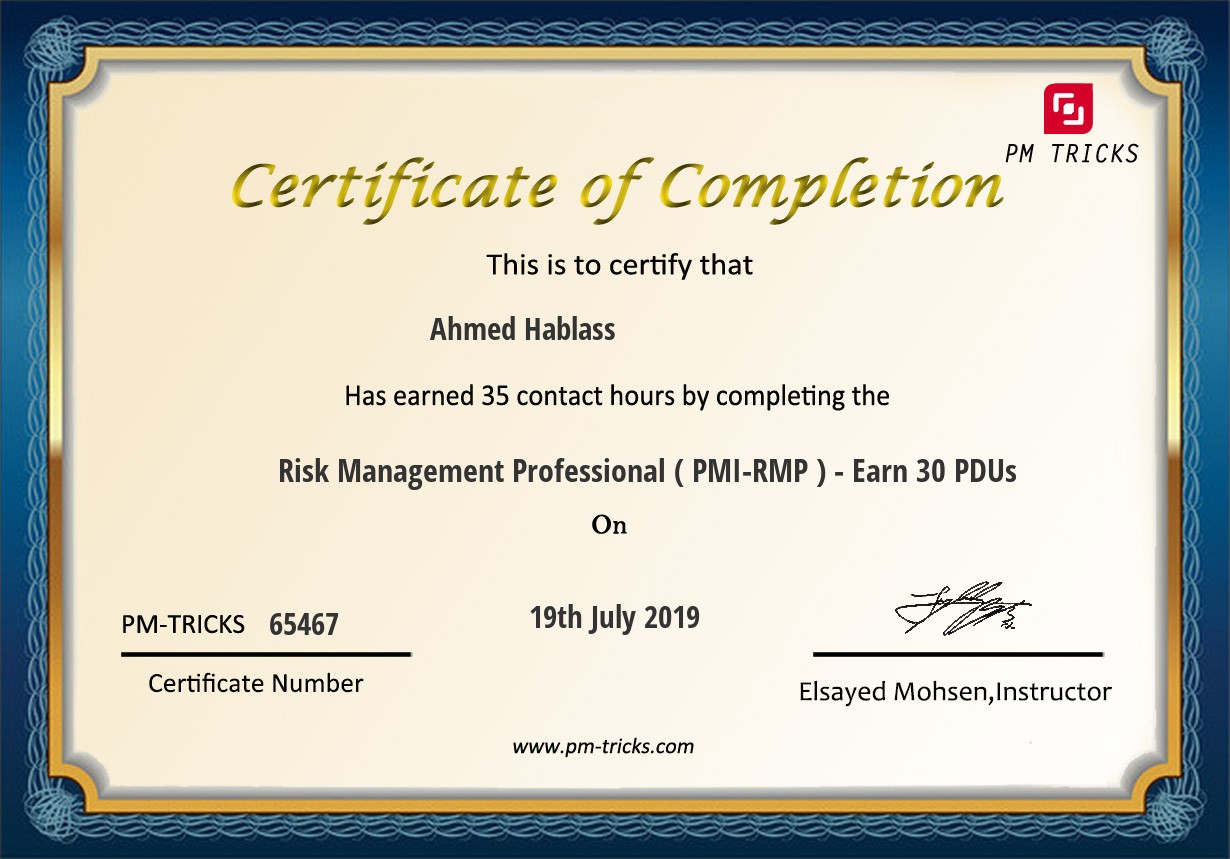 PM TRICKS
Certificate of Completion
This is to certify that
Ahmed Hablass
Has earned 35 contact hours by completing the
Risk Management Professional ( PMI-RMP ) - Earn 30 PDUs
On
PM-TRICKS 65467
19th July 2019
Certificate Number
Elsayed Mohsen,Instructor
www.pm-tricks.com